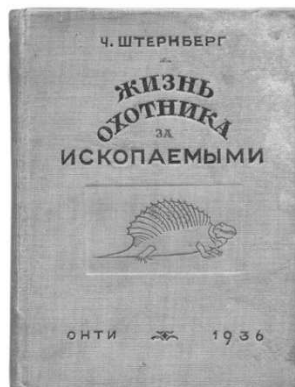 Ч. ШТЕРНБЕРГ
ЖИЗНЬ
ОХОТНИКА
ЗА
ИСКОПАЕМЫМИ
ОНТИ 1936